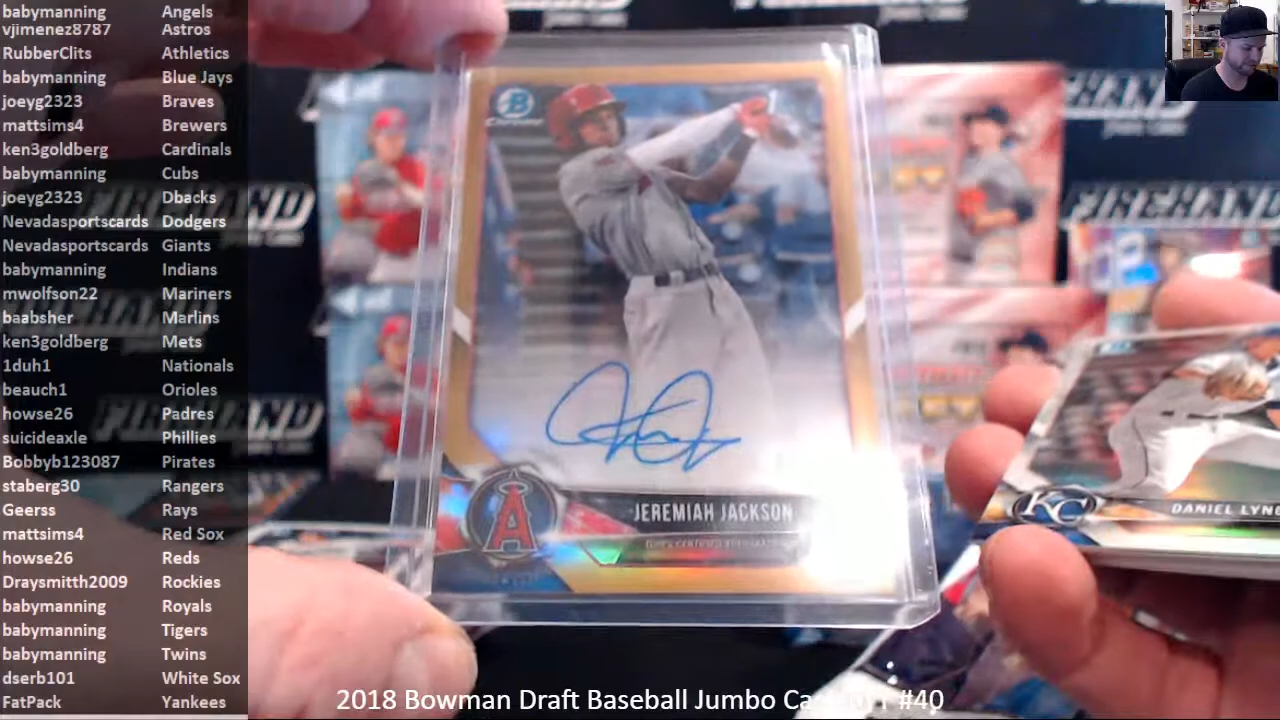 babymanning Angels
vjimenez8787 Astros
RubberClits Athletics
babymanning Blue Jays
joeyg2323 Braves
mattsims4 Brewers
ken3goldberg Cardinals
babymanning Cubs
joeyg2323 Dbacks
Nevadasportscards Dodgers
Nevadasportscards Giants
babymanning Indians
mwolfson22 Mariners
baabsher Marlins
ken3goldberg Mets
1duh1 Nationals
beauch1 Orioles
howse26 Padres
suicideaxle Phillies
Bobbyb123087 Pirates
staberg30 Rangers
Geerss Rays
mattsims4 Red Sox
howse26 Reds
Draysmitth2009 Rockies
babymanning Royals
babymanning Tigers
babymanning Twins
dserb101 White Sox
FatPack Yankees
B
A
JEREMIAH JACKSON
KC
DANIEL LYNC
FIREHAND
FIREHAND
2018 Bowman Draft Baseball Jumbo #40